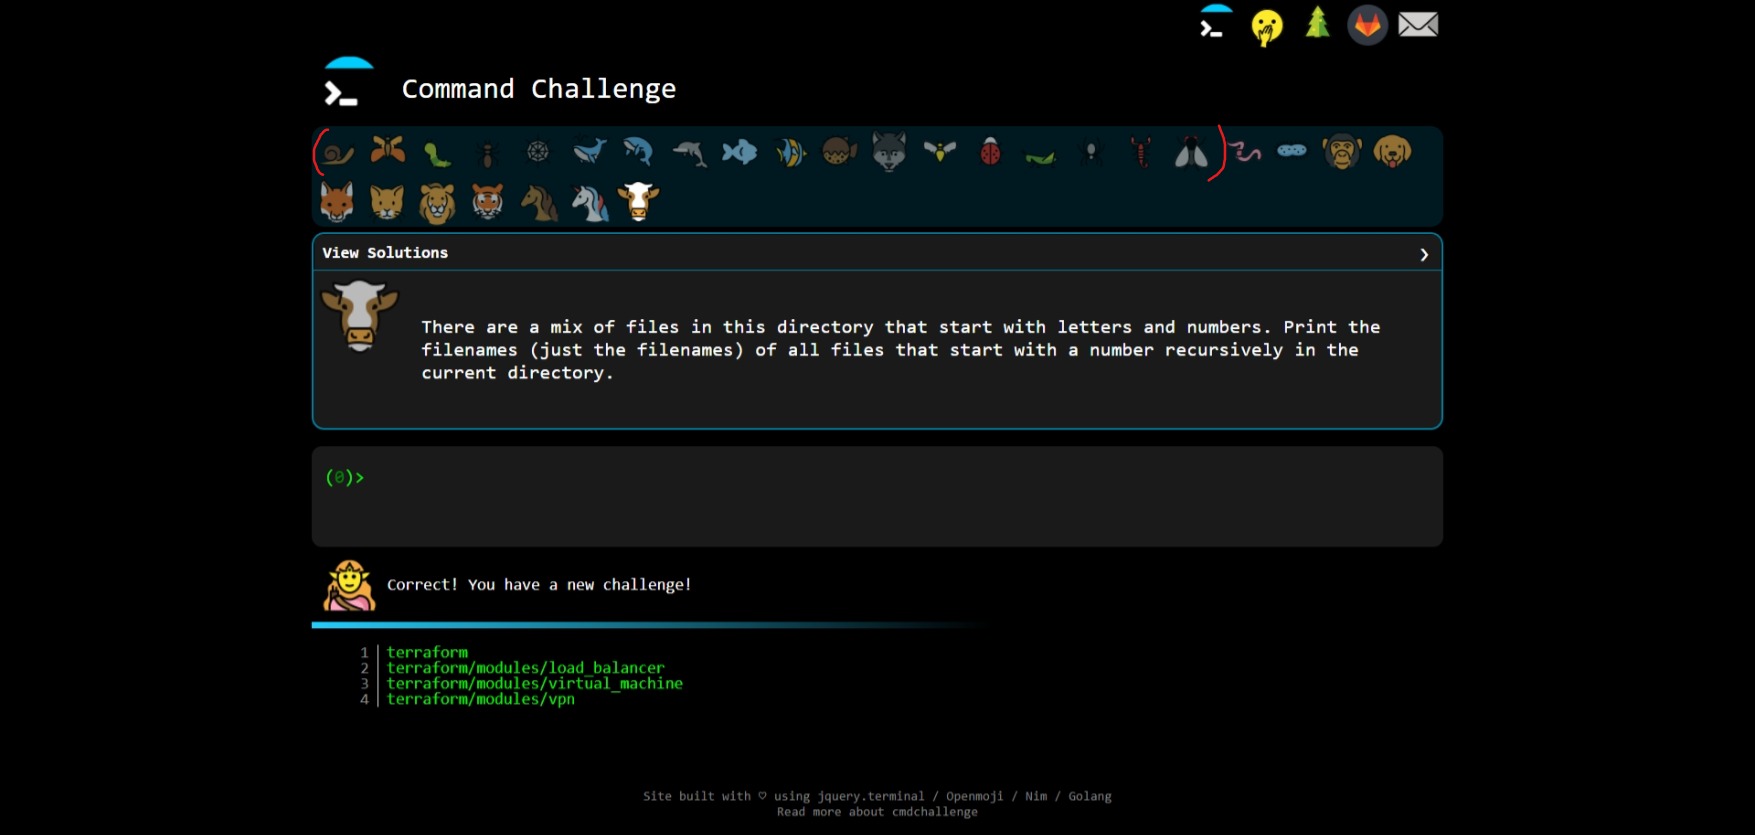 Command Challenge
View Solutions
There are a mix of files in this directory that start with letters and numbers. Print the
filenames (just the filenames) of all files that start with a number recursively in the
current directory.
(0)>
Correct! You have a new challenge!
1 terraform
2 terraform/modules/load_balancer
3 terraform/modules/virtual_machine
4 terraform/modules/vpn
Site built with ♡ using jquery.terminal / Openmoji / Nim / Golang
Read more about cmdchallenge